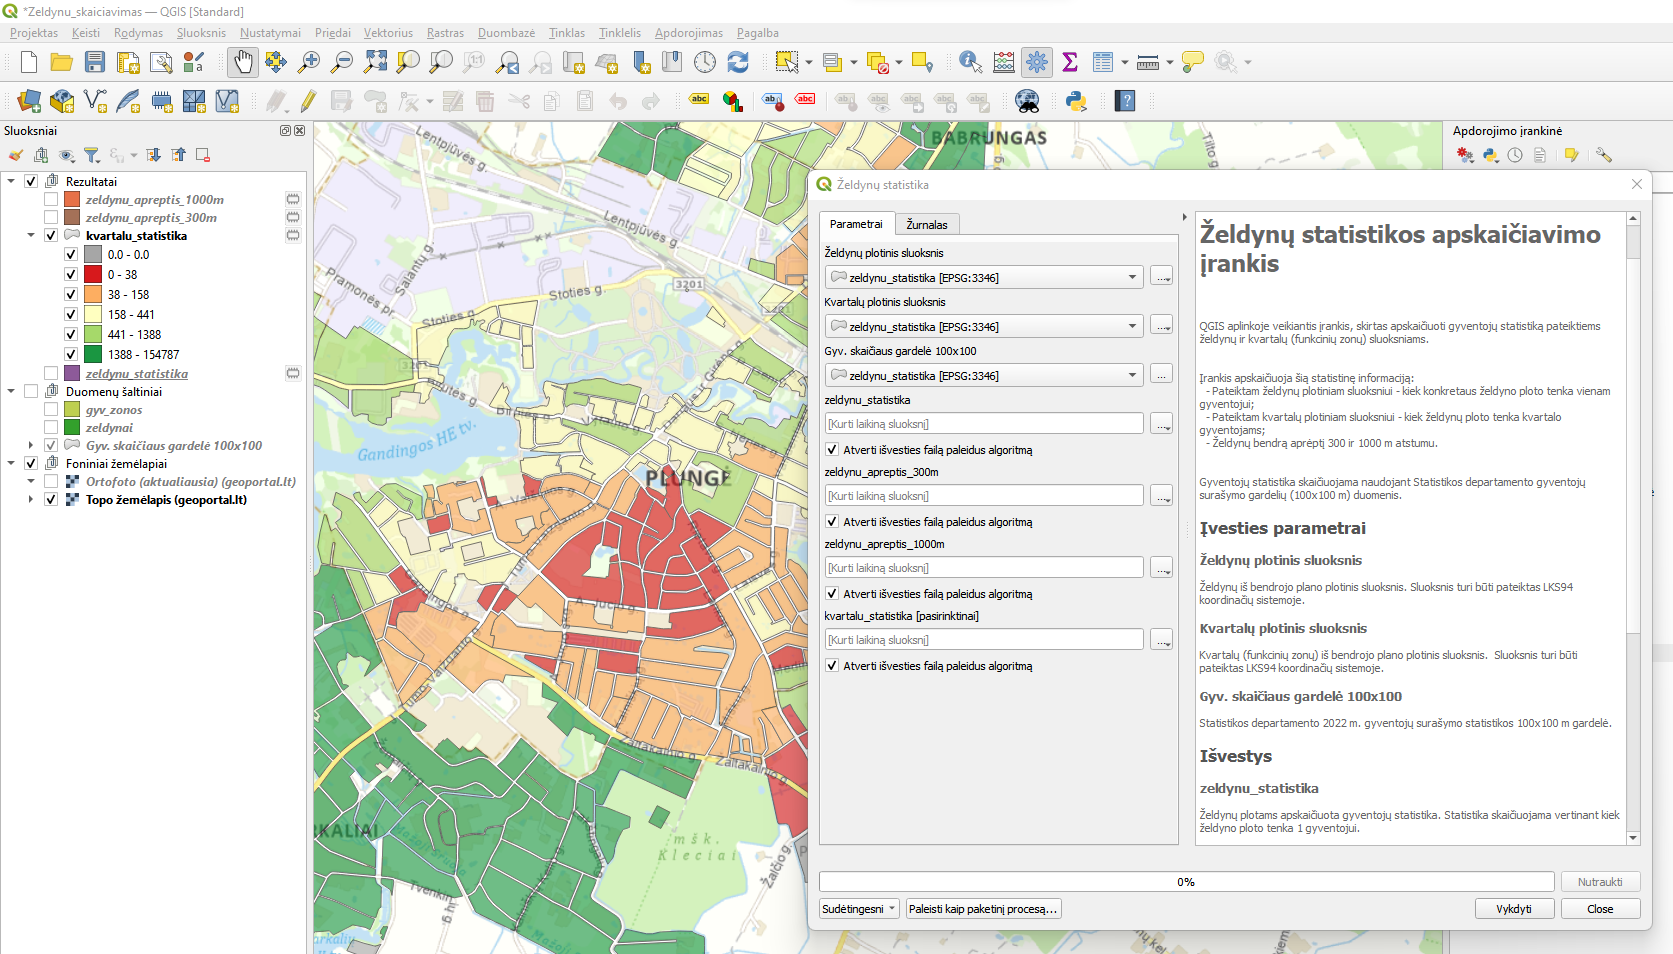 *Zeldynu_skaiciavimas — QGIS [Standard]
Projektas Keisti Rodymas Sluoksnis Nustatymai Priedai Vektorius Rastras Duombazė Tinklas Tinklelis Apdorojimas Pagalba
Sluoksniai
Rezultatai
zeldynu_apreptis_1000m
zeldynu_apreptis_300m
kvartalu_statistika
0.0 - 0.0
0 - 38
38 - 158
158 - 441
441 - 1388
1388 - 154787
zeldynu_statistika
Duomenų šaltiniai
gyv_zonos
zeldynai
Gyv. skaičiaus gardelė 100x100
Foniniai žemėlapiai
Ortofoto (aktualiausia) (geoportal.lt)
Topo žemėlapis (geoportal.lt)
BABRUNGAS
Lentpjūvės g.
Lentpjūvės g.
Salantų g.
Pramonės pr.
Stoties g.
Stoties g.
3201
Gandingos HE tv.
PLUNGĖ
A. Jucio g.
Žaltakalnio g.
Žaltakalnio g.
mšk.
Kleciai
Žalčio g.
Tilto g.
Apdorojimo įrankinė
Želdynų statistika
Parametrai
Žurnalas
Želdynų plotinis sluoksnis
zeldynu_statistika [EPSG:3346]
Kvartalų plotinis sluoksnis
zeldynu_statistika [EPSG:3346]
Gyv. skaičiaus gardelė 100x100
zeldynu_statistika [EPSG:3346]
zeldynu_statistika
[Kurti laikiną sluoksnį]
Atverti išvesties failą paleidus algoritmą
zeldynu_apreptis_300m
[Kurti laikiną sluoksnį]
Atverti išvesties failą paleidus algoritmą
zeldynu_apreptis_1000m
[Kurti laikiną sluoksnį]
Atverti išvesties failą paleidus algoritmą
kvartalu_statistika [pasirinktinai]
[Kurti laikiną sluoksnį]
Atverti išvesties failą paleidus algoritmą
Želdynų statistikos apskaičiavimo
įrankis
QGIS aplinkoje veikiantis įrankis, skirtas apskaičiuoti gyventojų statistiką pateiktiems
želdynų ir kvartalų (funkcinių zonų) sluoksniams.
Įrankis apskaičiuoja šią statistinę informaciją:
- Pateiktam želdynų plotiniam sluoksniui - kiek konkretaus želdyno ploto tenka vienam
gyventojui;
- Pateiktam kvartalų plotiniam sluoksniui - kiek želdynų ploto tenka kvartalo
gyventojams;
- Želdynų bendrą aprėptį 300 ir 1000 m atstumu.
Gyventojų statistika skaičiuojama naudojant Statistikos departamento gyventojų
surašymo gardelių (100x100 m) duomenis.
Įvesties parametrai
Želdynų plotinis sluoksnis
Želdynų iš bendrojo plano plotinis sluoksnis. Sluoksnis turi būti pateiktas LKS94
koordinačių sistemoje.
Kvartalų plotinis sluoksnis
Kvartalų (funkcinių zonų) iš bendrojo plano plotinis sluoksnis. Sluoksnis turi būti
pateiktas LKS94 koordinačių sistemoje.
Gyv. skaičiaus gardelė 100x100
Statistikos departamento 2022 m. gyventojų surašymo statistikos 100x100 m gardelė.
Išvestys
zeldynu_statistika
Želdynų plotams apskaičiuota gyventojų statistika. Statistika skaičiuojama vertinant kiek
želdyno ploto tenka 1 gyventojui.
0%
Nutraukti
Sudėtingesni
Paleisti kaip paketinį procesą...
Vykdyti
Close